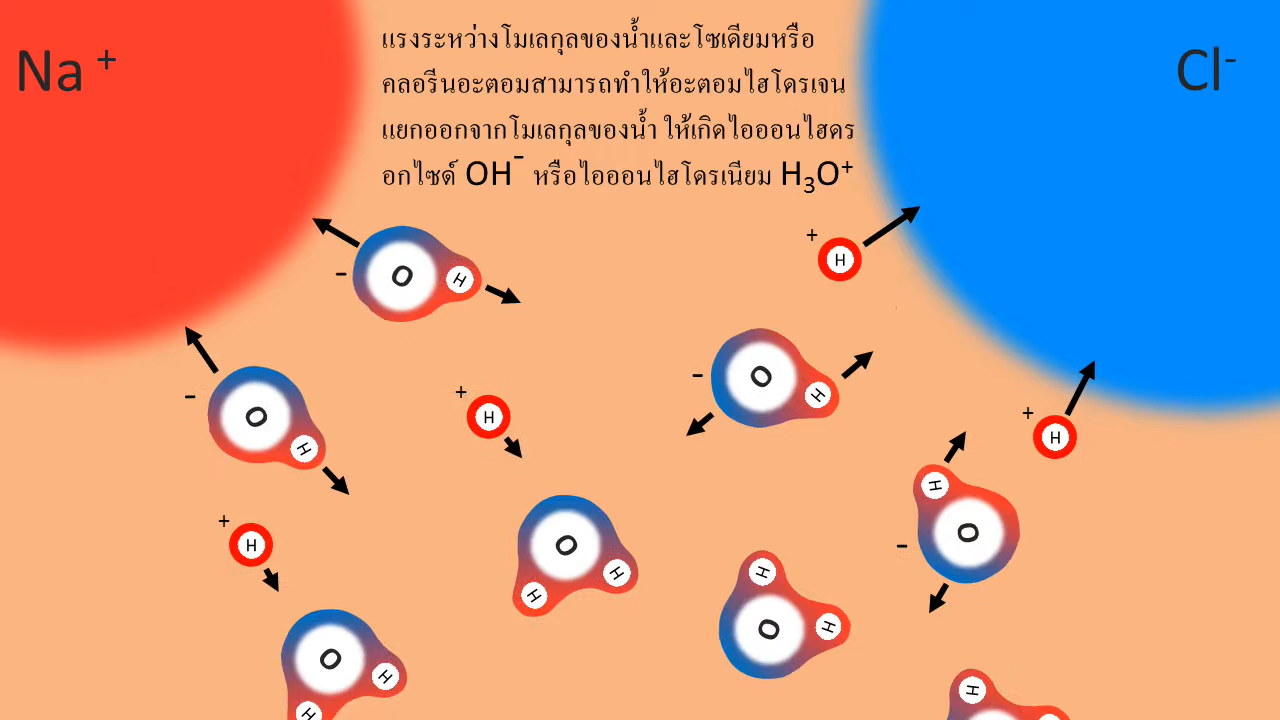 Na +
Cl-
แรงระหว่างโมเลกุลของน้ำและโซเดียมหรือ
คลอรีนอะตอมสามารถทำให้อะตอมไฮโดรเจน
แยกออกจากโมเลกุลของน้ำ ให้เกิดไอออนไฮดร
อกไซด์ OH- หรือไอออนไฮโดรเนียม H3O+
+
H
- O H
- O H
- O H
+
H
+
H
+
H
H
- O
O
H H
H
O H
O
H
H
H
H